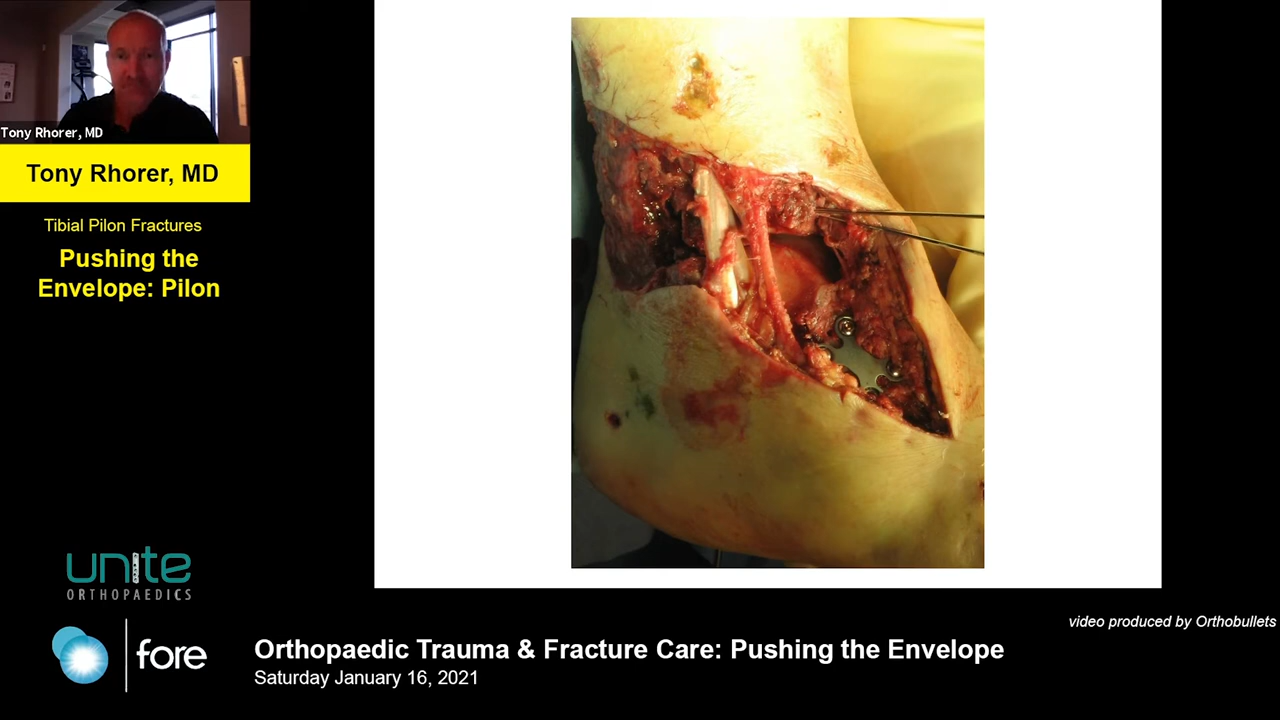 Tony Rhorer, MD
Tony Rhorer, MD
Tibial Pilon Fractures
Pushing the
Envelope: Pilon
unite
ORTHOPAEDICS
fore
video produced by Orthobullets
Orthopaedic Trauma & Fracture Care: Pushing the Envelope
Saturday January 16, 2021